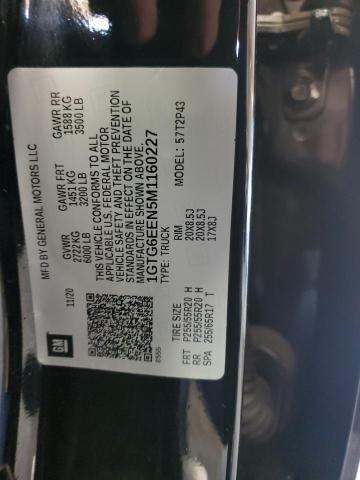 MFD BY GENERAL MOTORS LLC
11/20
GVWR GAWR FRT GAWR RR
2722 KG 1451 KG 1588 KG
6000 LB 3200 LB 3500 LB
THIS VEHICLE CONFORMS TO ALL
APPLICABLE U.S. FEDERAL MOTOR
VEHICLE SAFETY AND THEFT PREVENTION
STANDARDS IN EFFECT ON THE DATE OF
MANUFACTURE SHOWN ABOVE.
1GTG6EEN5M1160227
TYPE: TRUCK MODEL: 57T2P43
GM
TIRE SIZE RIM
FRT P255/55R20 H 20X8.5J
RR P255/55R20 H 20X8.5J
SPA 255/65R17 T 17X8J